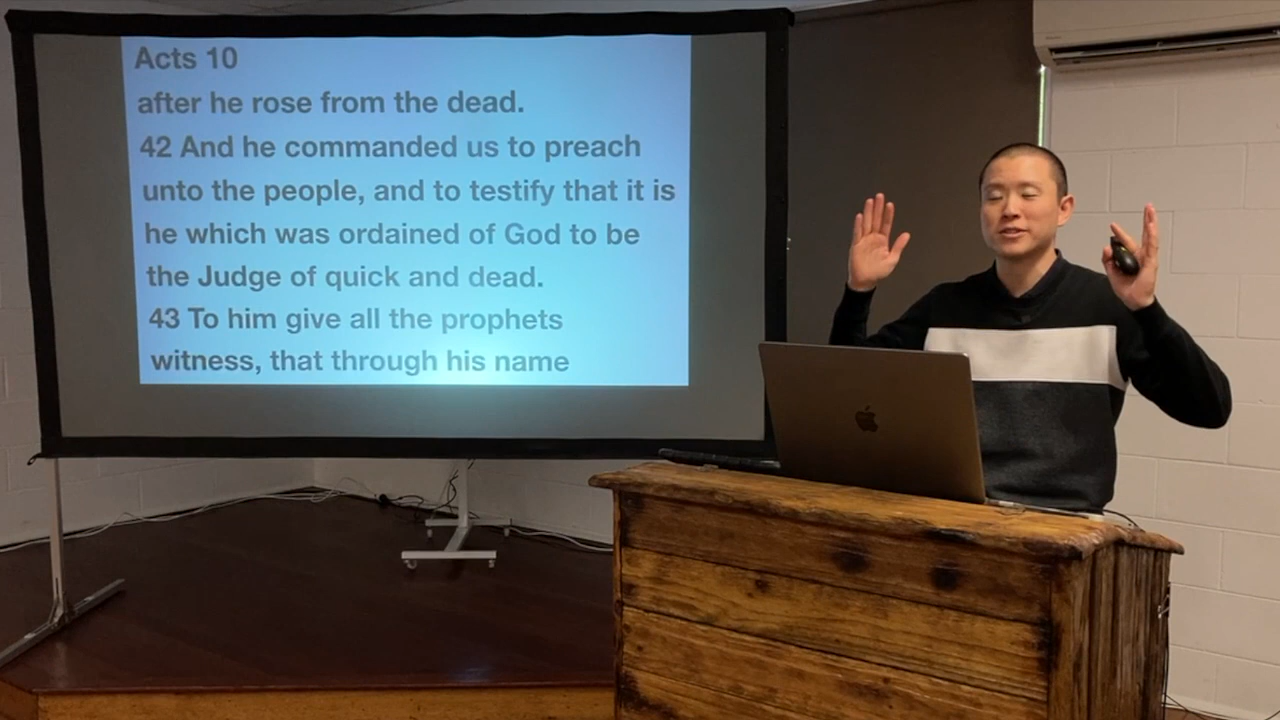 Acts 10
after he rose from the dead.
42 And he commanded us to preach
unto the people, and to testify that it is
he which was ordained of God to be
the Judge of quick and dead.
43 To him give all the prophets
witness, that through his name